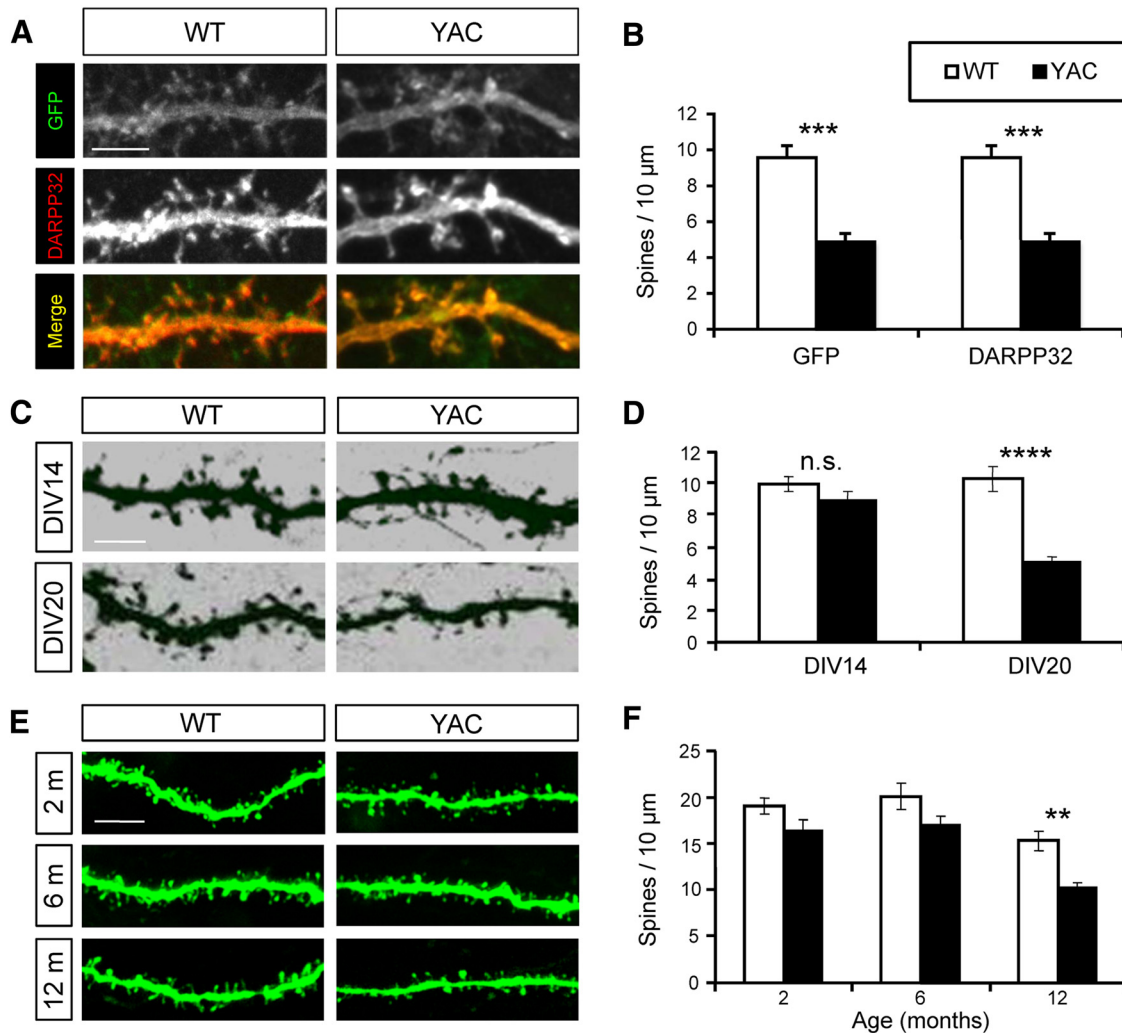 A
WT
YAC
GFP
DARPP32
Merge
B
WT
YAC
Spines / 10 µm
12
10
8
6
4
2
0
***
***
GFP
DARPP32
C
WT
YAC
DIV14
DIV20
D
Spines / 10 µm
12
10
8
6
4
2
0
n.s.
****
DIV14
DIV20
E
WT
YAC
2 m
6 m
12 m
F
Spines / 10 µm
25
20
15
10
5
0
**
2
6
12
Age (months)